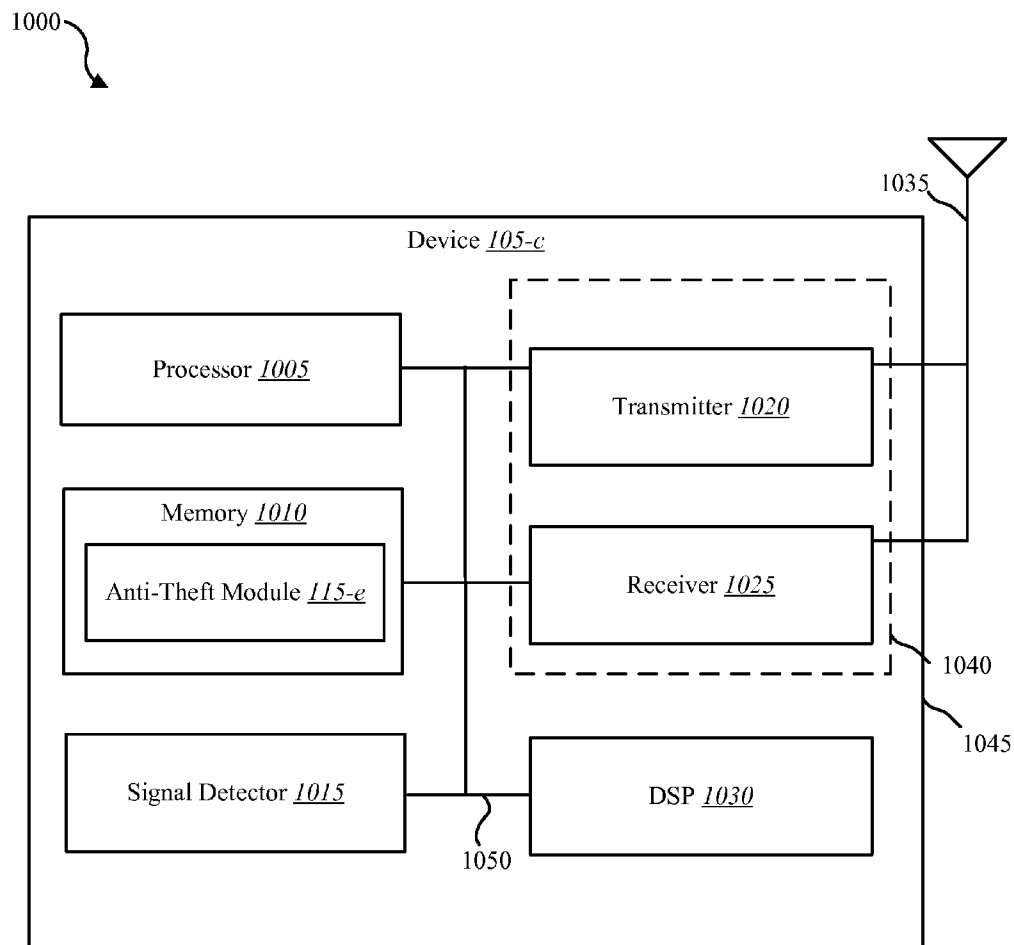 1000
1035
Device 105-c
Processor 1005
Transmitter 1020
Memory 1010
Anti-Theft Module 115-e
Receiver 1025
1040
1045
Signal Detector 1015
DSP 1030
1050